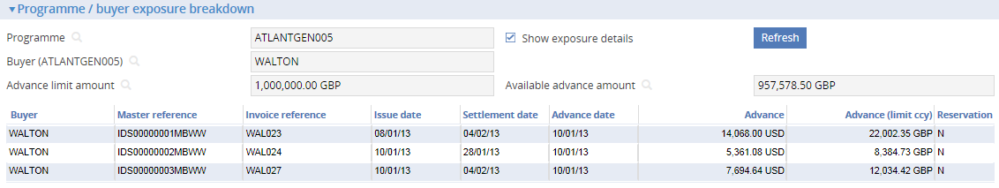 Programme / buyer exposure breakdown
Programme ATLANTGEN005 Show exposure details Refresh
Buyer (ATLANTGEN005) WALTON
Advance limit amount 1,000,000.00 GBP Available advance amount 957,578.50 GBP
Buyer Master reference Invoice reference Issue date Settlement date Advance date Advance Advance (limit ccy) Reservation
WALTON IDS00000001MBWW WAL023 08/01/13 04/02/13 10/01/13 14,068.00 USD 22,002.35 GBP N
WALTON IDS00000002MBWW WAL024 10/01/13 28/01/13 10/01/13 5,361.08 USD 8,384.73 GBP N
WALTON IDS00000003MBWW WAL027 10/01/13 04/02/13 10/01/13 7,694.64 USD 12,034.42 GBP N